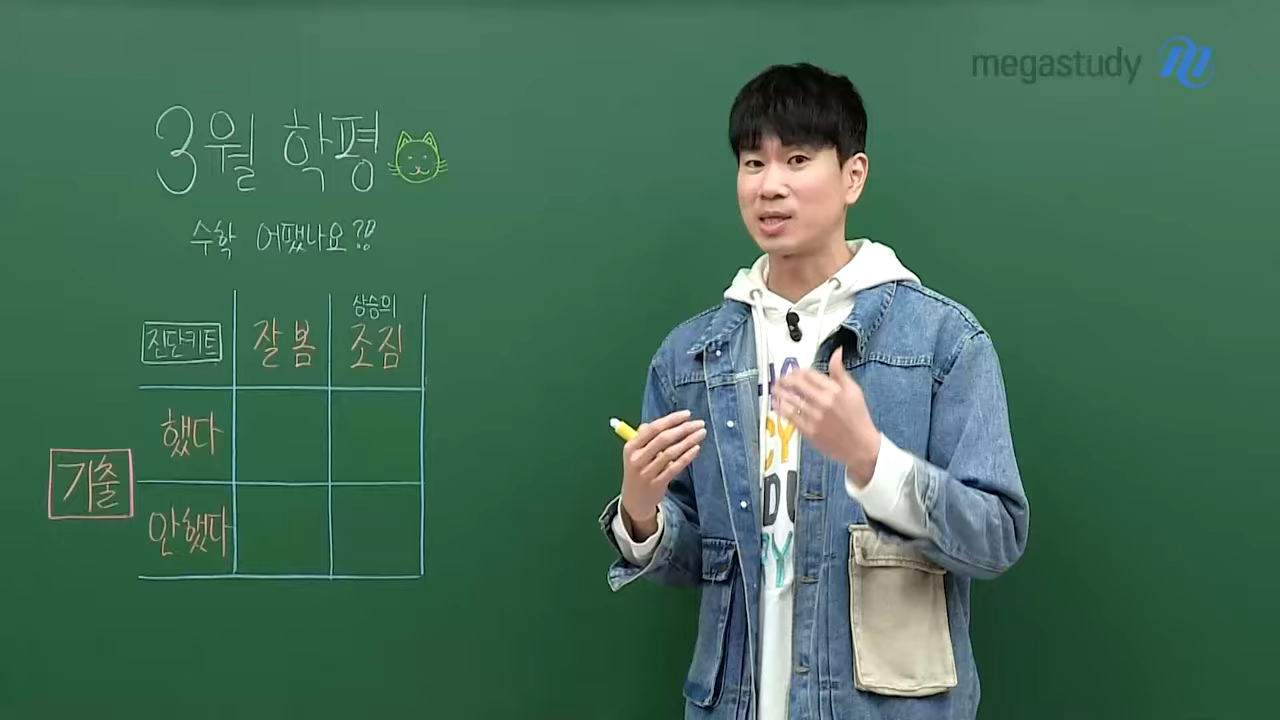 megastudy
3월 학평
수학 어땠나요??
진단키트
잘 봄
상승의
조짐
했다
기출
안했다